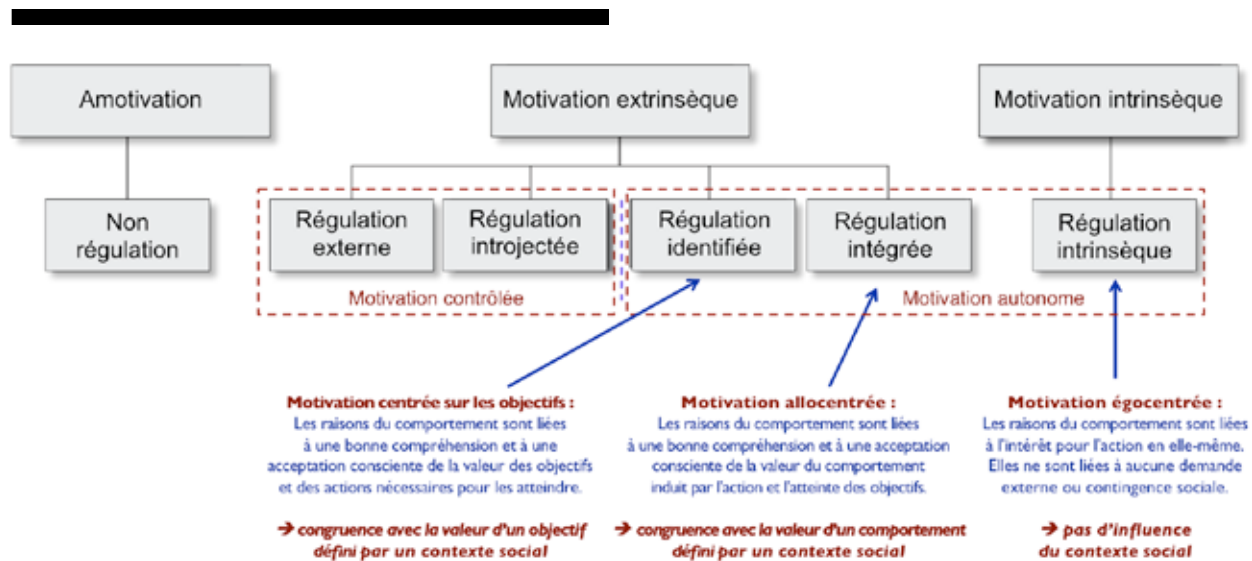 Amotivation
Motivation extrinsèque
Motivation intrinsèque
Non
régulation
Régulation
externe
Régulation
introjectée
Régulation
identifiée
Régulation
intégrée
Régulation
intrinsèque
Motivation contrôlée
Motivation autonome
Motivation centrée sur les objectifs :
Les raisons du comportement sont liées
à une bonne compréhension et à une
acceptation consciente de la valeur des objectifs
et des actions nécessaires pour les atteindre.
→ congruence avec la valeur d'un objectif
défini par un contexte social
Motivation allocentrée :
Les raisons du comportement sont liées
à une bonne compréhension et à une acceptation
consciente de la valeur du comportement
induit par l'action et l'atteinte des objectifs.
→ congruence avec la valeur d'un comportement
défini par un contexte social
Motivation égocentrée :
Les raisons du comportement sont liées
à l'intérêt pour l'action en elle-même.
Elles ne sont liées à aucune demande
externe ou contingence sociale.
→ pas d'influence
du contexte social